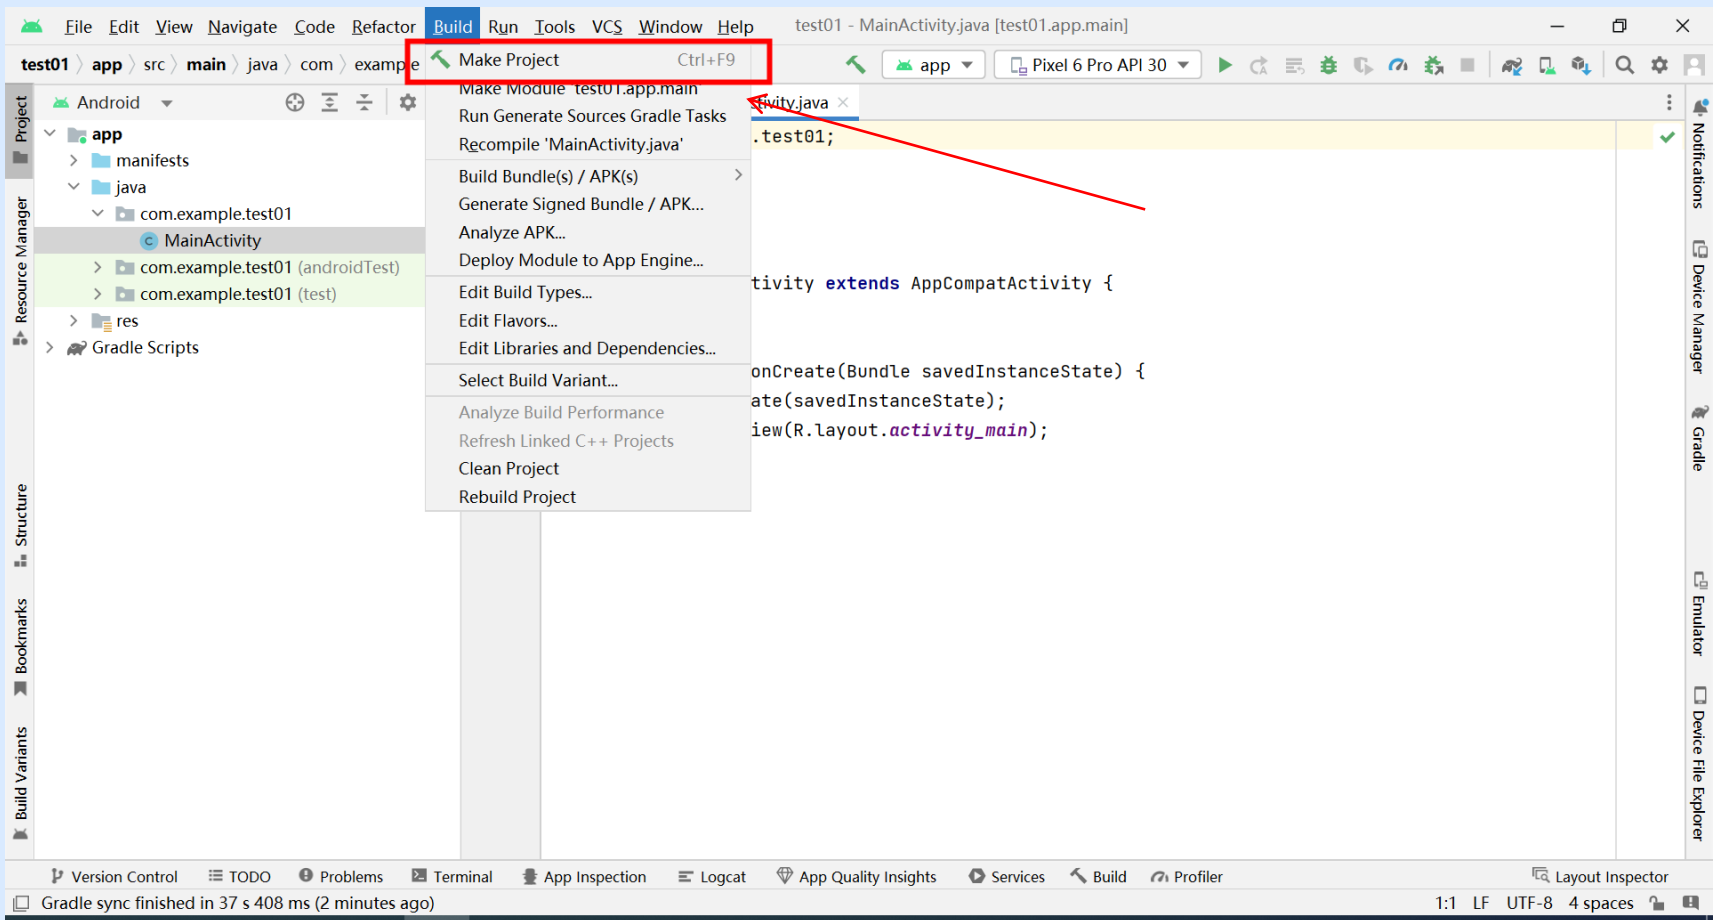 File Edit View Navigate Code Refactor Build Run Tools VCS Window Help test01 - MainActivity.java [test01.app.main]
test01 app src main java com example
Make Project Ctrl+F9
app Pixel 6 Pro API 30
Android
Make Module 'test01.app.main'
tivity.java
Run Generate Sources Gradle Tasks
Recompile 'MainActivity.java'
Build Bundle(s) / APK(s)
Generate Signed Bundle / APK...
Analyze APK...
Deploy Module to App Engine...
Edit Build Types...
Edit Flavors...
Edit Libraries and Dependencies...
Select Build Variant...
Analyze Build Performance
Refresh Linked C++ Projects
Clean Project
Rebuild Project
app
manifests
java
com.example.test01
MainActivity
com.example.test01 (androidTest)
com.example.test01 (test)
res
Gradle Scripts
.test01;
tivity extends AppCompatActivity {
onCreate(Bundle savedInstanceState) {
ate(savedInstanceState);
iew(R.layout.activity_main);
Project
Resource Manager
Structure
Bookmarks
Build Variants
Notifications
Device Manager
Gradle
Emulator
Device File Explorer
Version Control TODO Problems Terminal App Inspection Logcat App Quality Insights Services Build Profiler Layout Inspector
Gradle sync finished in 37 s 408 ms (2 minutes ago) 1:1 LF UTF-8 4 spaces